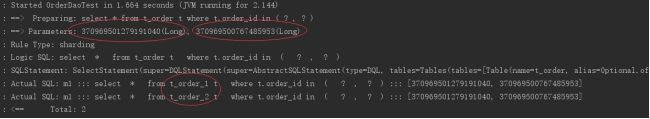 : Started OrderDaoTest in 1.664 seconds (JVM running for 2.144)
: ==>  Preparing: select * from t_order t where t.order_id in ( ? , ? )
: ==> Parameters: 370969501279191040(Long), 370969500767485953(Long)
: Rule Type: sharding
: Logic SQL: select  *  from t_order t  where t.order_id in  (  ?  ,  ?  )
: SQLStatement: SelectStatement(super=DQLStatement(super=AbstractSQLStatement(type=DQL, tables=Tables(tables=[Table(name=t_order, alias=Optional.of
: Actual SQL: m1 ::: select  *  from t_order_1 t  where t.order_id in  (  ?  ,  ?  ) ::: [370969501279191040, 370969500767485953]
: Actual SQL: m1 ::: select  *  from t_order_2 t  where t.order_id in  (  ?  ,  ?  ) ::: [370969501279191040, 370969500767485953]
: <==      Total: 2